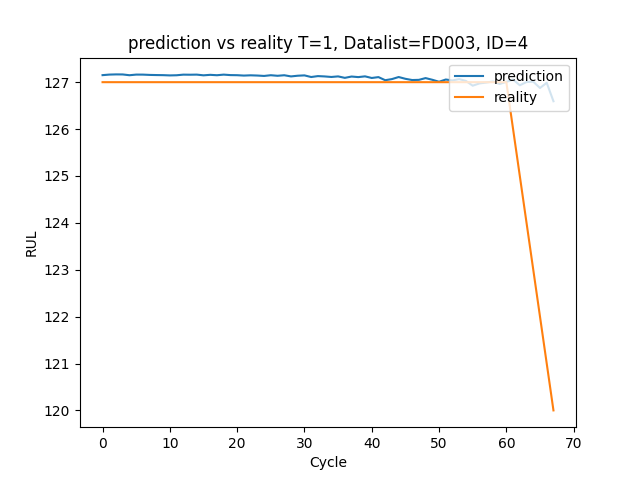 prediction vs reality T=1, Datalist=FD003, ID=4
prediction
reality
127
126
125
124
123
122
121
120
RUL
0 10 20 30 40 50 60 70
Cycle